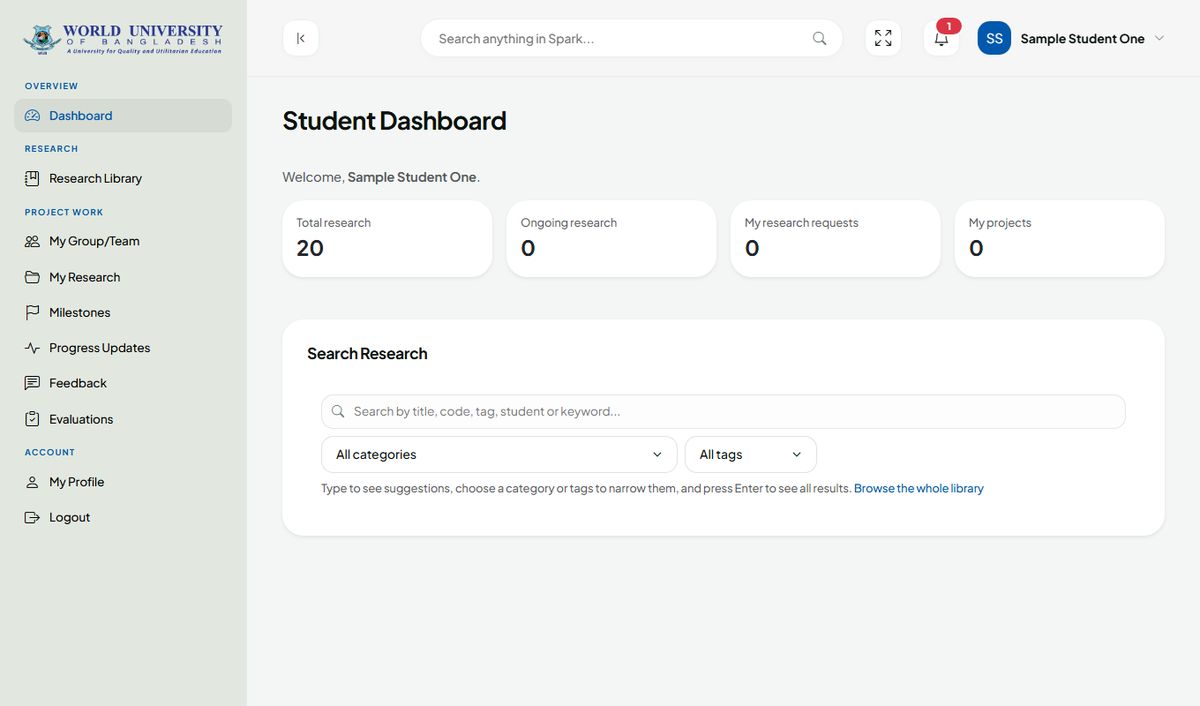 WORLD UNIVERSITY
OF BANGLADESH
A University for Quality and Utilitarian Education
OVERVIEW
Dashboard
RESEARCH
Research Library
PROJECT WORK
My Group/Team
My Research
Milestones
Progress Updates
Feedback
Evaluations
ACCOUNT
My Profile
Logout
Search anything in Spark...
1
SS
Sample Student One
Student Dashboard
Welcome, Sample Student One.
Total research
20
Ongoing research
0
My research requests
0
My projects
0
Search Research
Search by title, code, tag, student or keyword...
All categories
All tags
Type to see suggestions, choose a category or tags to narrow them, and press Enter to see all results. Browse the whole library